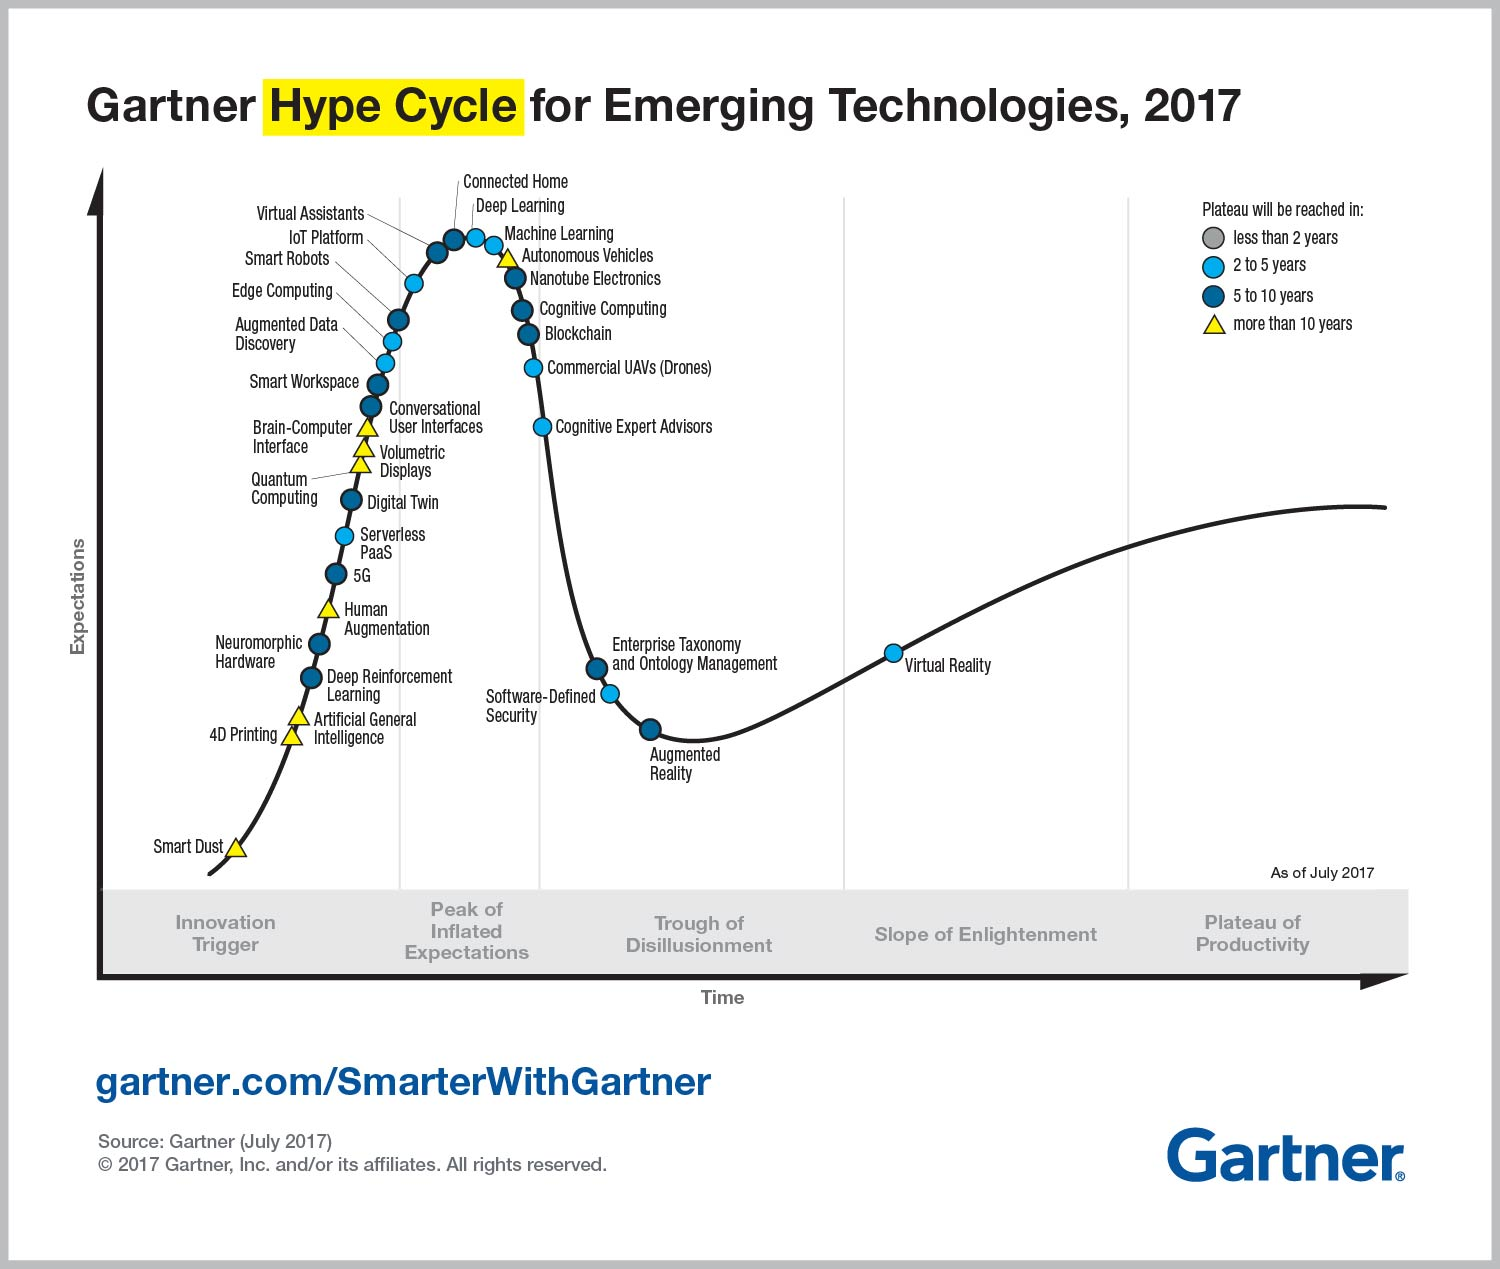 Gartner Hype Cycle for Emerging Technologies, 2017
Connected Home
Deep Learning
Virtual Assistants
IoT Platform
Machine Learning
Smart Robots
Autonomous Vehicles
Nanotube Electronics
Edge Computing
Cognitive Computing
Augmented Data
Discovery
Blockchain
Commercial UAVs (Drones)
Smart Workspace
Conversational
User Interfaces
Cognitive Expert Advisors
Brain-Computer
Interface
Volumetric
Displays
Quantum
Computing
Digital Twin
Serverless
PaaS
5G
Human
Augmentation
Neuromorphic
Hardware
Deep Reinforcement
Learning
Artificial General
Intelligence
4D Printing
Smart Dust
Enterprise Taxonomy
and Ontology Management
Software-Defined
Security
Augmented
Reality
Virtual Reality
Plateau will be reached in:
less than 2 years
2 to 5 years
5 to 10 years
more than 10 years
Expectations
As of July 2017
Innovation
Trigger
Peak of
Inflated
Expectations
Trough of
Disillusionment
Slope of Enlightenment
Plateau of
Productivity
Time
gartner.com/SmarterWithGartner
Source: Gartner (July 2017)
© 2017 Gartner, Inc. and/or its affiliates. All rights reserved.
Gartner®